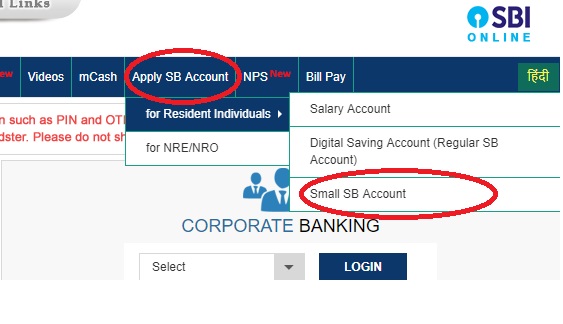 l Links
SBI
ONLINE
ew Videos mCash Apply SB Account NPS New Bill Pay हिंदी
n such as PIN and OT
dster. Please do not sh
for Resident Individuals
for NRE/NRO
Salary Account
Digital Saving Account (Regular SB
Account)
Small SB Account
CORPORATE BANKING
Select LOGIN